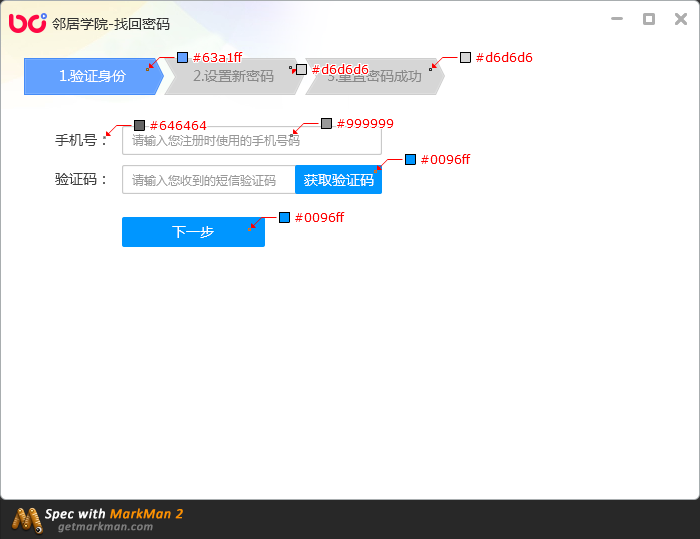 邻居学院-找回密码
#63a1ff
#d6d6d6
#d6d6d6
1.验证身份
2.设置新密码
3.重置密码成功
#646464
#999999
手机号：
请输入您注册时使用的手机号码
#0096ff
验证码：
请输入您收到的短信验证码
获取验证码
#0096ff
下一步
Spec with MarkMan 2
getmarkman.com